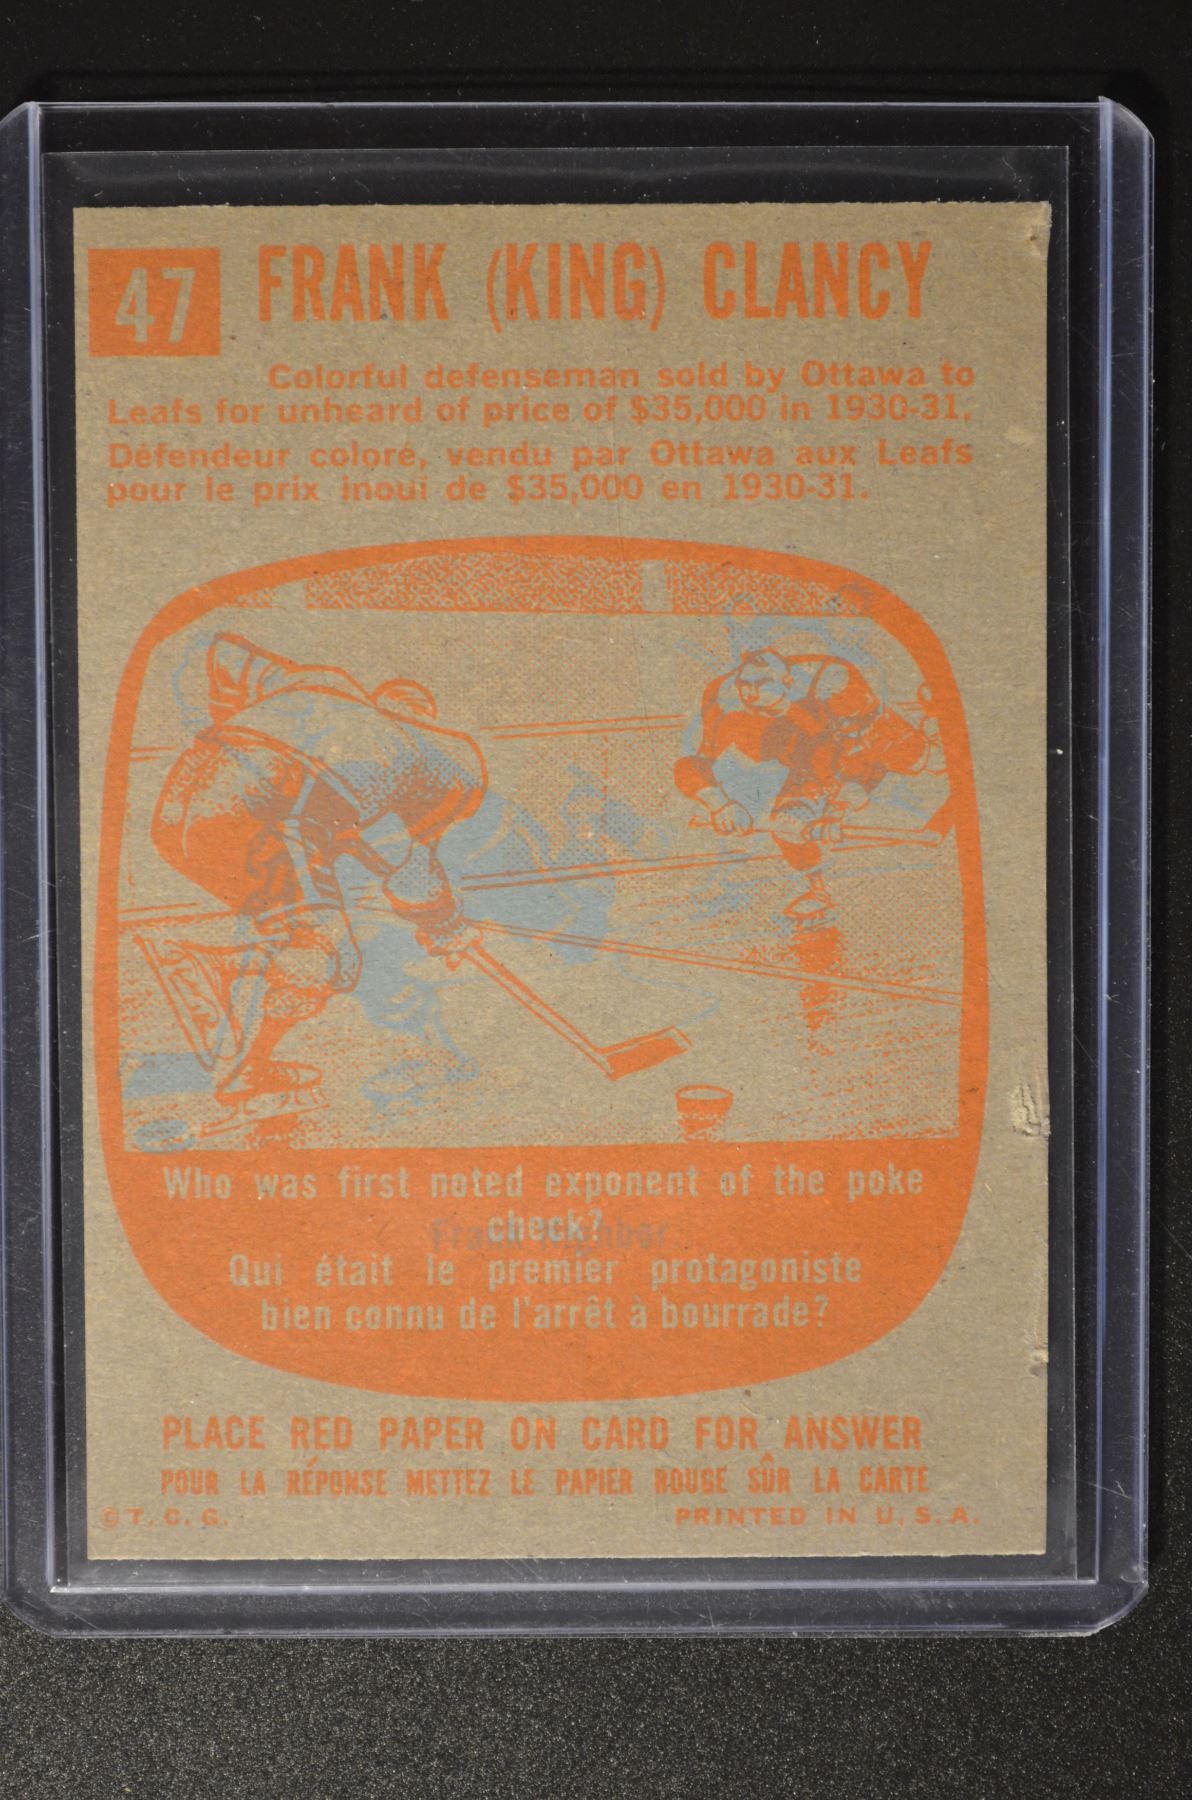 47 FRANK (KING) CLANCY
Colorful defenseman sold by Ottawa to
Leafs for unheard of price of $35,000 in 1930-31.
Défendeur coloré, vendu par Ottawa aux Leafs
pour le prix inoui de $35,000 en 1930-31.
Who was first noted exponent of the poke
check?
Frank Nighbor
Qui était le premier protagoniste
bien connu de l'arrêt à bourrade?
PLACE RED PAPER ON CARD FOR ANSWER
POUR LA RÉPONSE METTEZ LE PAPIER ROUGE SÛR LA CARTE
© T. C. G. PRINTED IN U. S. A.